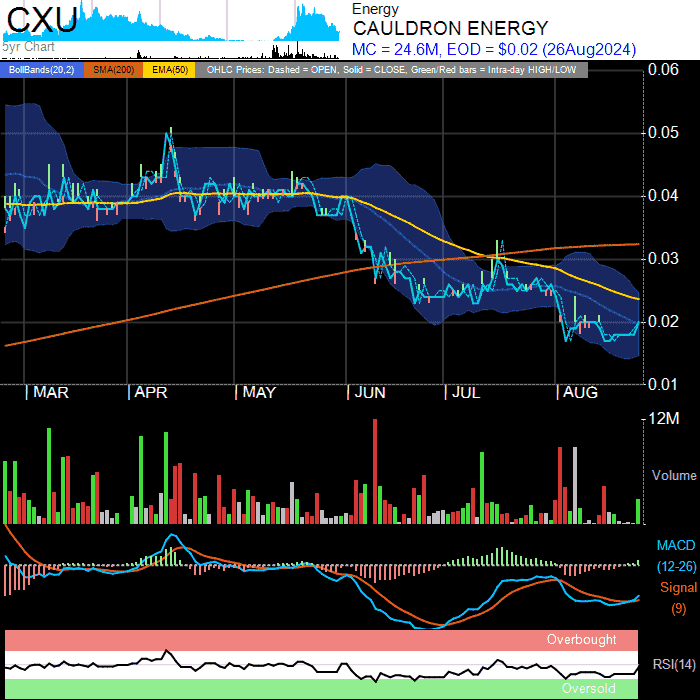 CXU
Energy
CAULDRON ENERGY
5yr Chart
MC = 24.6M, EOD = $0.02 (26Aug2024)
BollBands(20,2) SMA(200) EMA(50) OHLC Prices: Dashed = OPEN, Solid = CLOSE, Green/Red bars = Intra-day HIGH/LOW
0.06
0.05
0.04
0.03
0.02
0.01
MAR APR MAY JUN JUL AUG
12M
Volume
MACD
(12-26)
Signal
(9)
Overbought
RSI(14)
Oversold